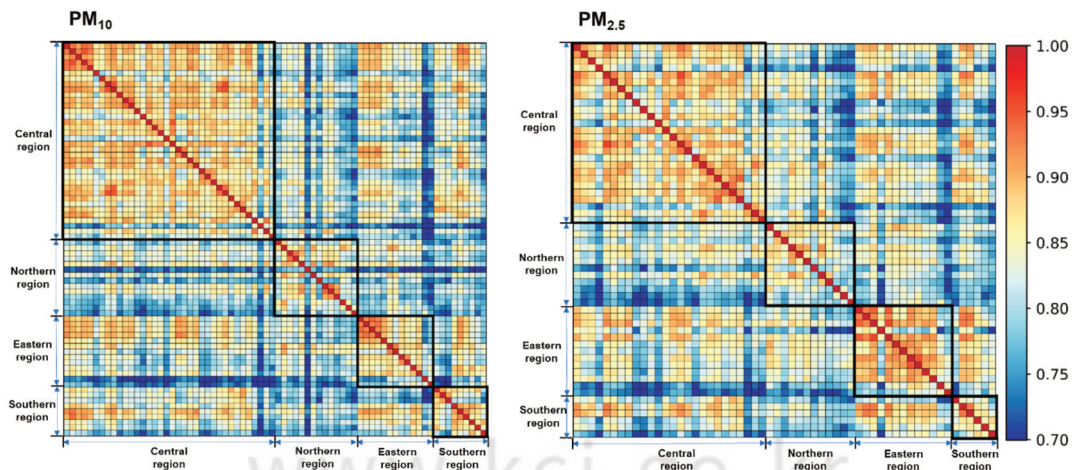 PM10
PM2.5
Central
region
Northern
region
Eastern
region
Southern
region
Central
region
Northern
region
Eastern
region
Southern
region
Central
region
Northern
region
Eastern
region
Southern
region
Central
region
Northern
region
Eastern
region
Southern
region
1.00
0.95
0.90
0.85
0.80
0.75
0.70